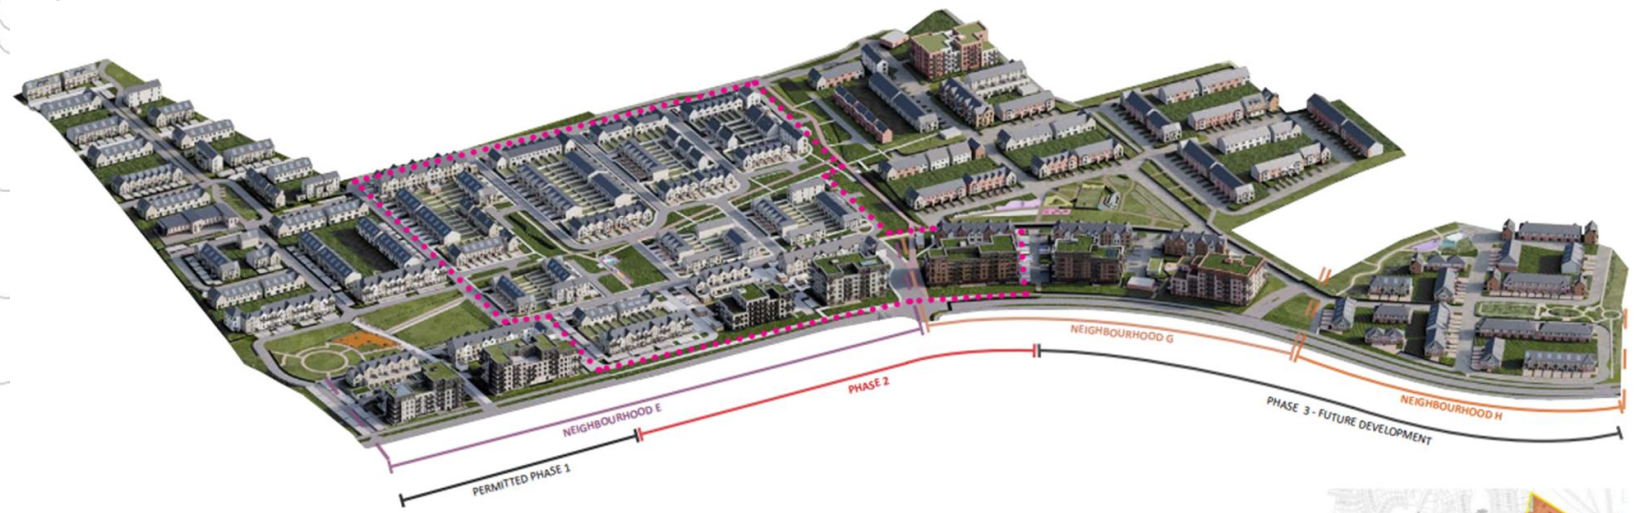 NEIGHBOURHOOD E
PERMITTED PHASE 1
PHASE 2
NEIGHBOURHOOD G
PHASE 3 - FUTURE DEVELOPMENT
NEIGHBOURHOOD H